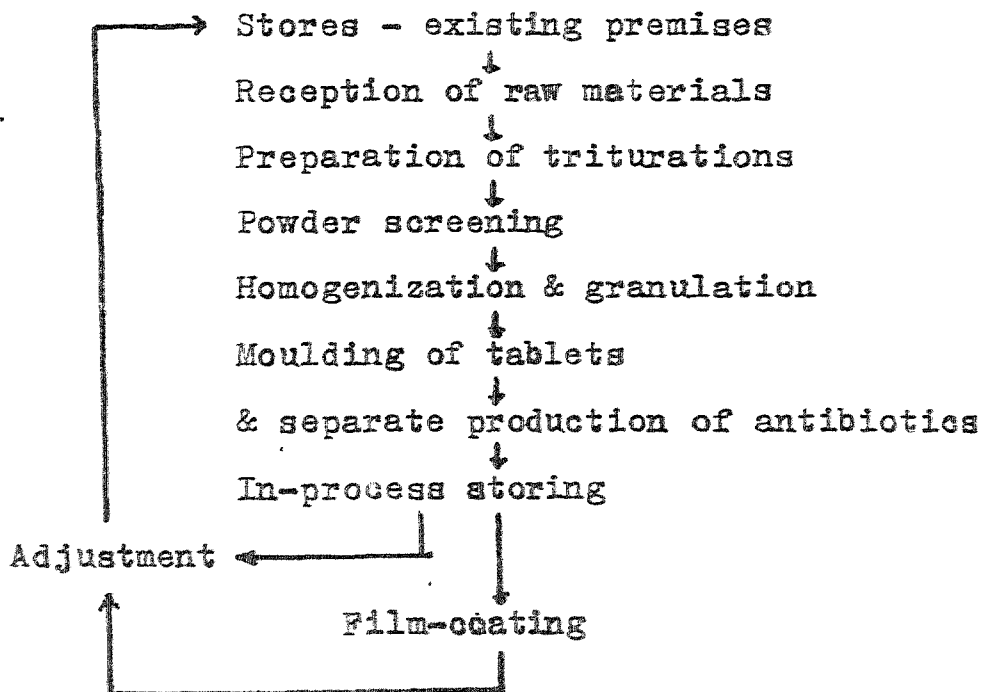 Stores - existing premises
Reception of raw materials
Preparation of triturations
Powder screening
Homogenization & granulation
Moulding of tablets
& separate production of antibiotics
In-process storing
Adjustment
Film-coating